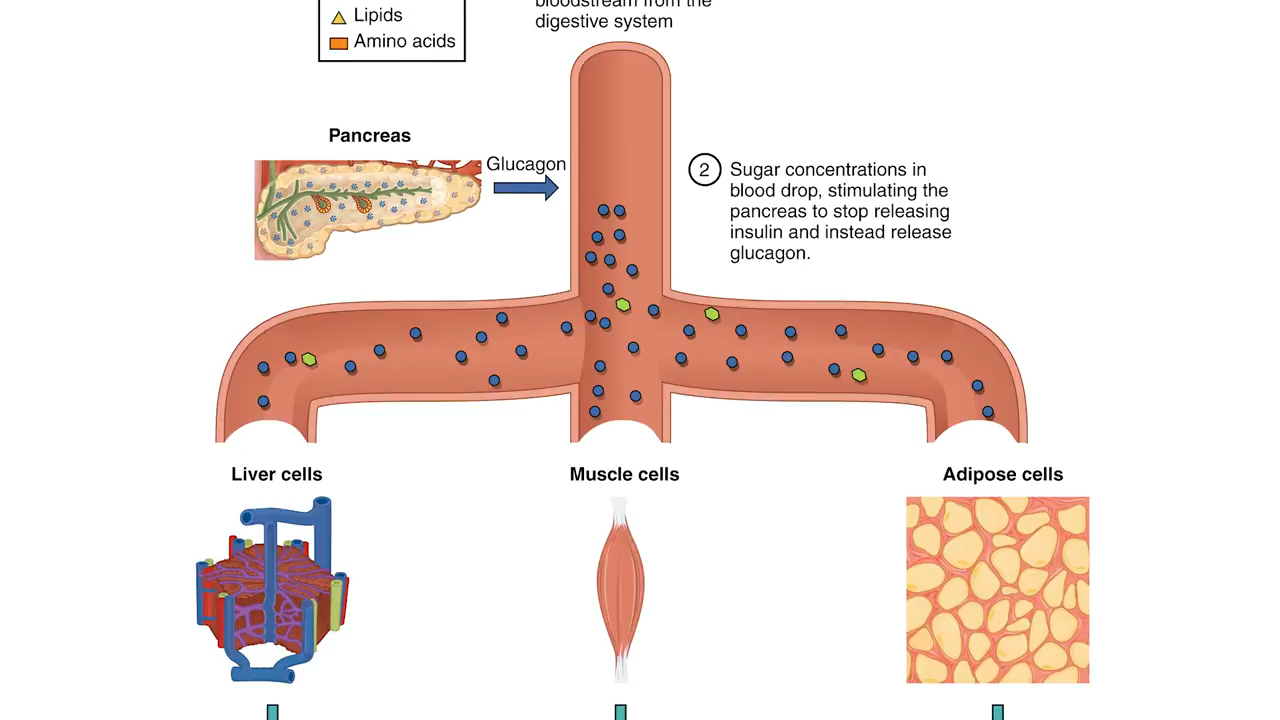 Lipids
Amino acids
bloodstream from the
digestive system
Pancreas
Glucagon
2
Sugar concentrations in
blood drop, stimulating the
pancreas to stop releasing
insulin and instead release
glucagon.
Liver cells
Muscle cells
Adipose cells